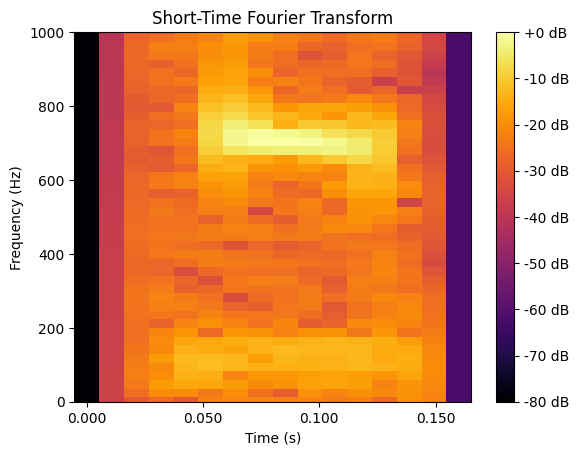 Short-Time Fourier Transform
1000
800
600
400
200
0
Frequency (Hz)
0.000
0.050
0.100
0.150
Time (s)
+0 dB
-10 dB
-20 dB
-30 dB
-40 dB
-50 dB
-60 dB
-70 dB
-80 dB